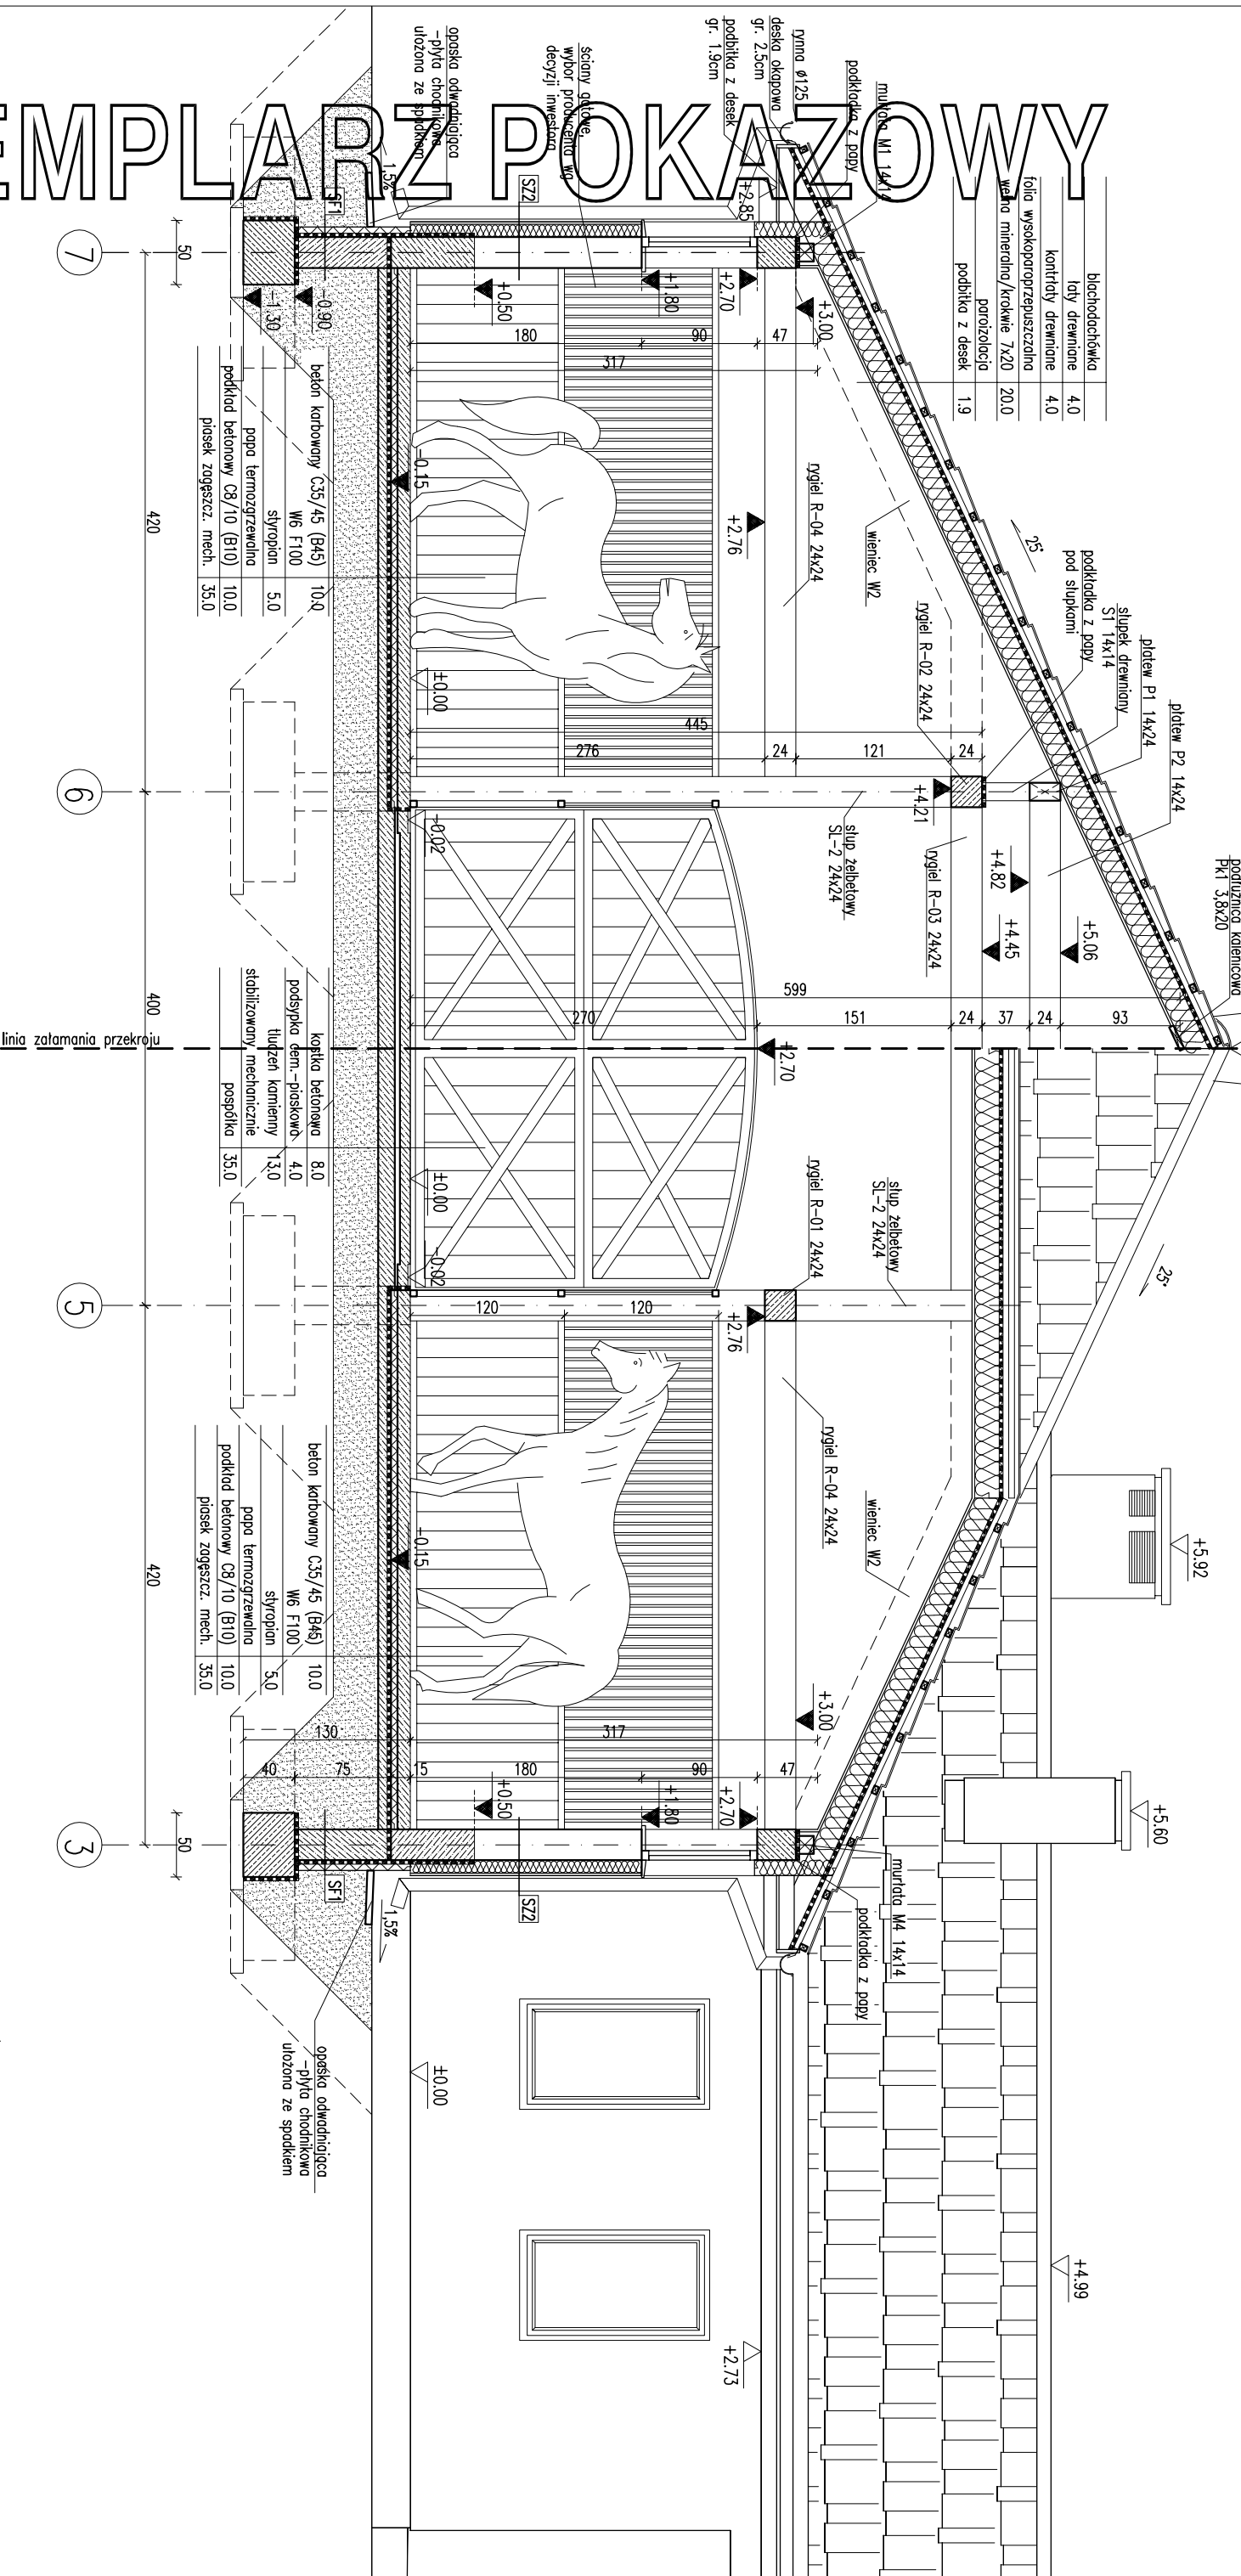 EMPLARZ POKAZOWY
blachodachówka
łaty drewniane 4.0
kontrłaty drewniane 4.0
folia wysokoparoprzepuszczalna
wełna mineralna/krokwie 7x20 20.0
paroizolacja
podbitka z desek 1.9
murłata M1 14x14
podkładka z papy
rynna ø125
deska okapowa
gr. 2.5cm
podbitka z desek
gr. 1.9cm
ściany gotowe,
wybór producenta wg
decyzji inwestora
opaska odwadniająca
-płyta chodnikowa
ułożona ze spadkiem
1,5%
SZ2
SF1
+2.85
+3.00
+2.70
+1.80
+0.50
-0.90
-1.30
47
90
180
317
25°
podkładka z papy
pod słupkami
słupek drewniany
S1 14x14
płatew P1 14x24
płatew P2 14x24
podłużnica kalenicowa
Pk1 3,8x20
wieniec W2
rygiel R-04 24x24
rygiel R-02 24x24
+2.76
-0.15
±0.00
445
276
24
121
24
+4.21
słup żelbetowy
SL-2 24x24
rygiel R-03 24x24
+4.82
+4.45
+5.06
599
270
151
24
37
24
93
+2.70
-0.02
±0.00
-0.02
linia załamania przekroju
25°
słup żelbetowy
SL-2 24x24
rygiel R-01 24x24
120
120
+2.76
rygiel R-04 24x24
wieniec W2
-0.15
+3.00
+2.70
+1.80
+0.50
317
130
40
75
15
180
90
47
SZ2
SF1
murłata M4 14x14
podkładka z papy
1,5%
opaska odwadniająca
-płyta chodnikowa
ułożona ze spadkiem
+5.92
+5.60
+4.99
+2.73
±0.00
beton karbowany C35/45 (B45) 10.0
W6 F100
styropian 5.0
papa termozgrzewalna
podkład betonowy C8/10 (B10) 10.0
piasek zagęszcz. mech. 35.0
kostka betonowa 8.0
podsypka cem.-piaskowa 4.0
tłuczeń kamienny 13.0
stabilizowany mechanicznie
pospółka 35.0
beton karbowany C35/45 (B45) 10.0
W6 F100
styropian 5.0
papa termozgrzewalna
podkład betonowy C8/10 (B10) 10.0
piasek zagęszcz. mech. 35.0
50
420
400
420
50
7
6
5
3